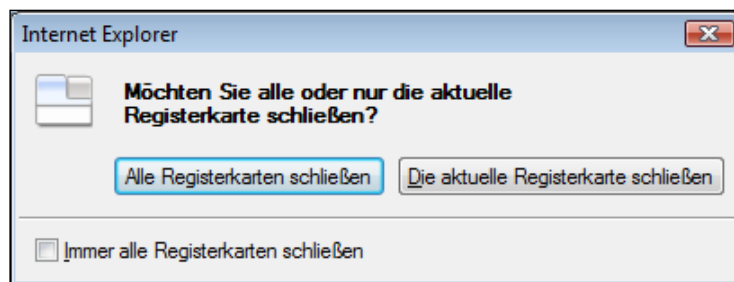 Internet Explorer
Möchten Sie alle oder nur die aktuelle
Registerkarte schließen?
Alle Registerkarten schließen
Die aktuelle Registerkarte schließen
Immer alle Registerkarten schließen